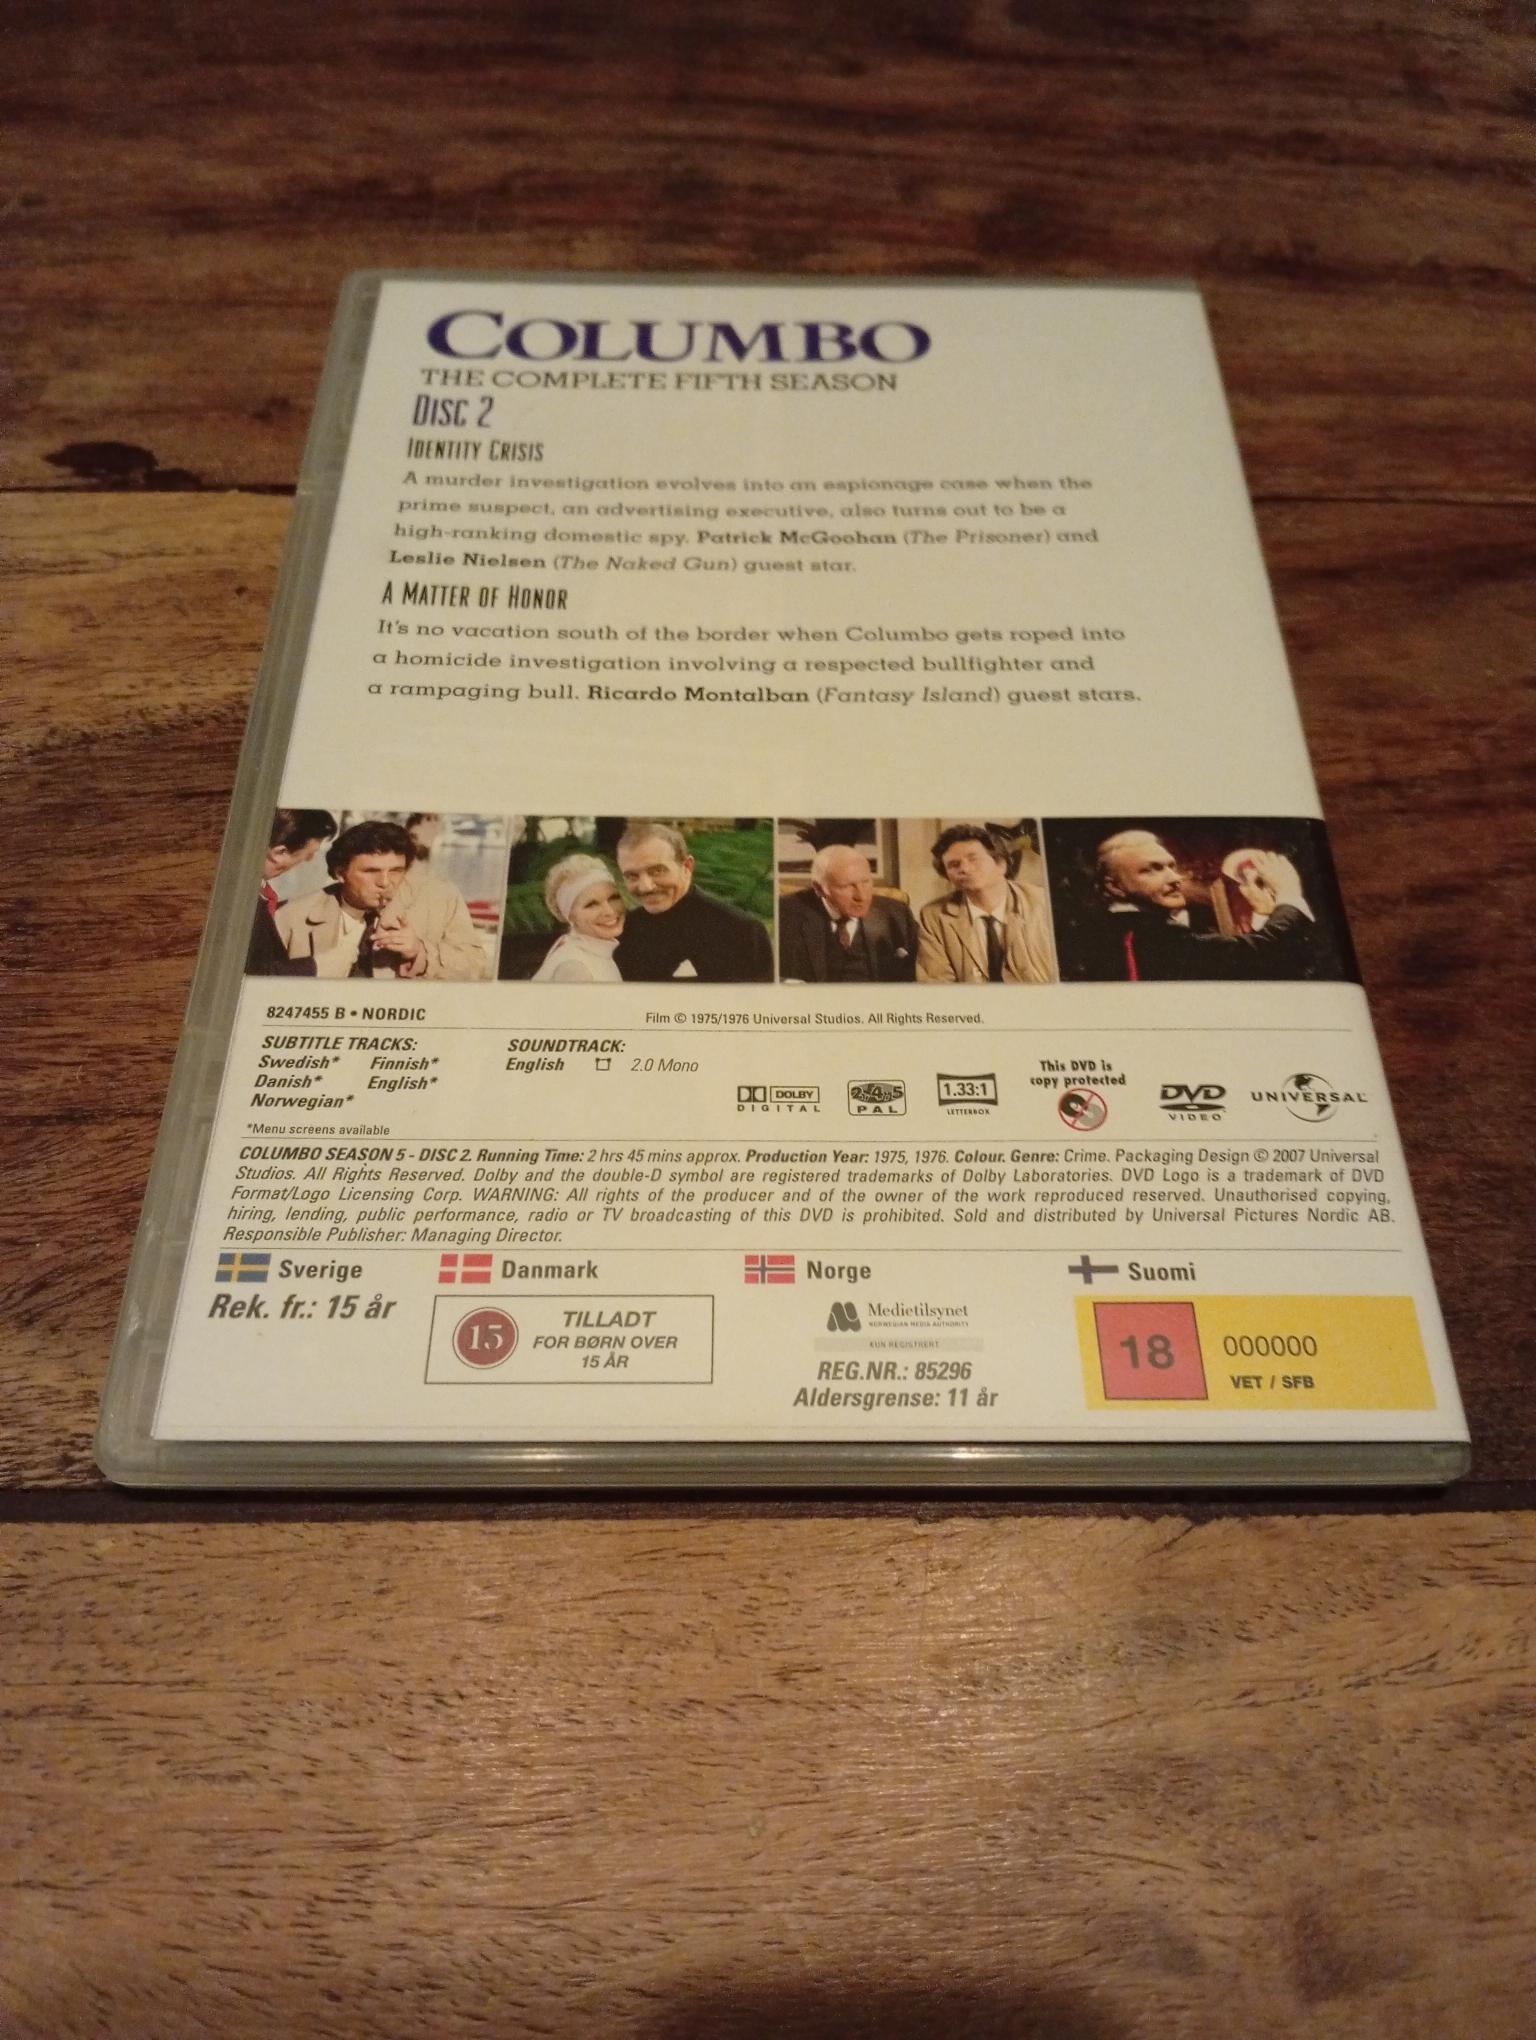 COLUMBO
THE COMPLETE FIFTH SEASON
DISC 2
IDENTITY CRISIS
A murder investigation evolves into an espionage case when the
prime suspect, an advertising executive, also turns out to be a
high-ranking domestic spy. Patrick McGoohan (The Prisoner) and
Leslie Nielsen (The Naked Gun) guest star.
A MATTER OF HONOR
It's no vacation south of the border when Columbo gets roped into
a homicide investigation involving a respected bullfighter and
a rampaging bull. Ricardo Montalban (Fantasy Island) guest stars.
8247455 B • NORDIC
Film © 1975/1976 Universal Studios. All Rights Reserved.
SUBTITLE TRACKS:
Swedish* Finnish*
Danish* English*
Norwegian*
*Menu screens available
SOUNDTRACK:
English 2.0 Mono
DOLBY
DIGITAL
2 4 5
PAL
1.33:1
LETTERBOX
This DVD is
copy protected
DVD
VIDEO
UNIVERSAL
COLUMBO SEASON 5 - DISC 2. Running Time: 2 hrs 45 mins approx. Production Year: 1975, 1976. Colour. Genre: Crime. Packaging Design © 2007 Universal
Studios. All Rights Reserved. Dolby and the double-D symbol are registered trademarks of Dolby Laboratories. DVD Logo is a trademark of DVD
Format/Logo Licensing Corp. WARNING: All rights of the producer and of the owner of the work reproduced reserved. Unauthorised copying,
hiring, lending, public performance, radio or TV broadcasting of this DVD is prohibited. Sold and distributed by Universal Pictures Nordic AB.
Responsible Publisher: Managing Director.
Sverige
Rek. fr.: 15 år
Danmark
15
TILLADT
FOR BØRN OVER
15 ÅR
Norge
Medietilsynet
NORWEGIAN MEDIA AUTHORITY
KUN REGISTRERT
REG.NR.: 85296
Aldersgrense: 11 år
Suomi
18
000000
VET / SFB